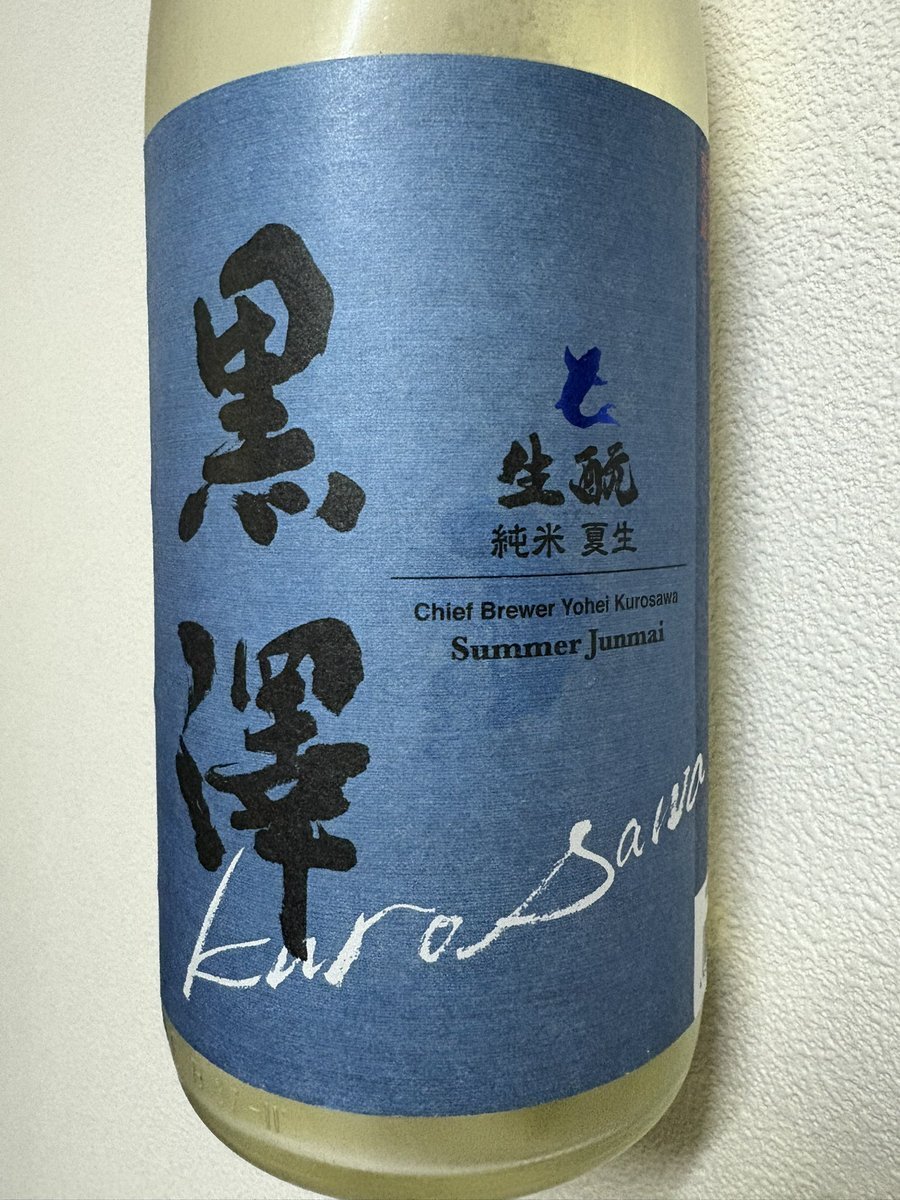 黒澤
生酛
純米 夏生
Chief Brewer Yohei Kurosawa
Summer Junmai
kuroSawa